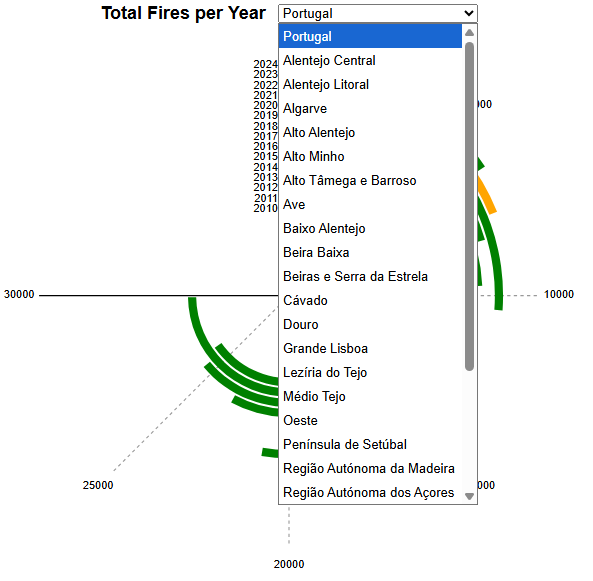 Total Fires per Year
Portugal
Portugal
Alentejo Central
Alentejo Litoral
Algarve
Alto Alentejo
Alto Minho
Alto Tâmega e Barroso
Ave
Baixo Alentejo
Beira Baixa
Beiras e Serra da Estrela
Cávado
Douro
Grande Lisboa
Lezíria do Tejo
Médio Tejo
Oeste
Península de Setúbal
Região Autónoma da Madeira
Região Autónoma dos Açores
2024
2023
2022
2021
2020
2019
2018
2017
2016
2015
2014
2013
2012
2011
2010
30000
10000
25000
20000